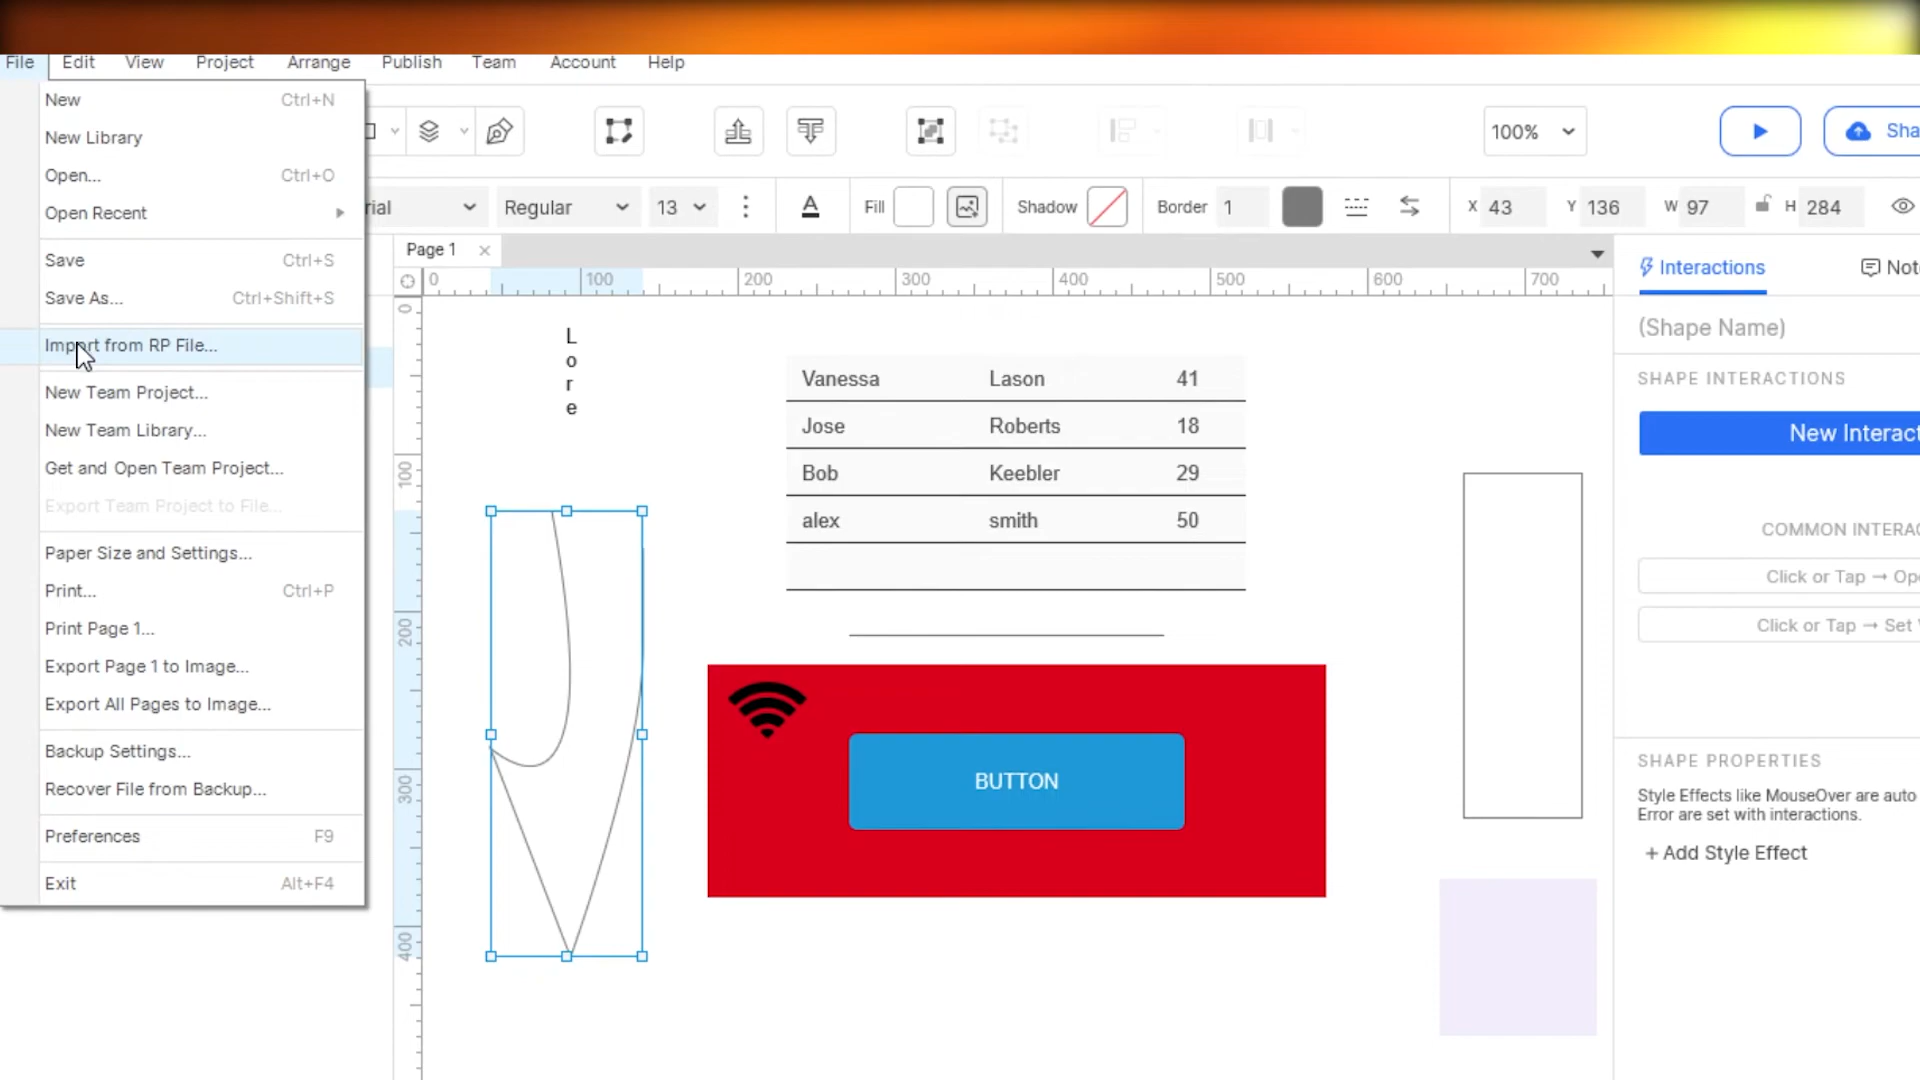 File Edit View Project Arrange Publish Team Account Help
New Ctrl+N
New Library
Open... Ctrl+O
Open Recent
Save Ctrl+S
Save As... Ctrl+Shift+S
Import from RP File...
New Team Project...
New Team Library...
Get and Open Team Project...
Export Team Project to File...
Paper Size and Settings...
Print... Ctrl+P
Print Page 1...
Export Page 1 to Image...
Export All Pages to Image...
Backup Settings...
Recover File from Backup...
Preferences F9
Exit Alt+F4
100%
Sha
rial Regular 13 A Fill Shadow Border 1 X 43 Y 136 W 97 H 284
Page 1
0 100 200 300 400 500 600 700
0
100
200
300
400
L
o
r
e
Vanessa Lason 41
Jose Roberts 18
Bob Keebler 29
alex smith 50
BUTTON
Interactions Note
(Shape Name)
SHAPE INTERACTIONS
New Interact
COMMON INTERAC
Click or Tap → Ope
Click or Tap → Set
SHAPE PROPERTIES
Style Effects like MouseOver are auto
Error are set with interactions.
+ Add Style Effect